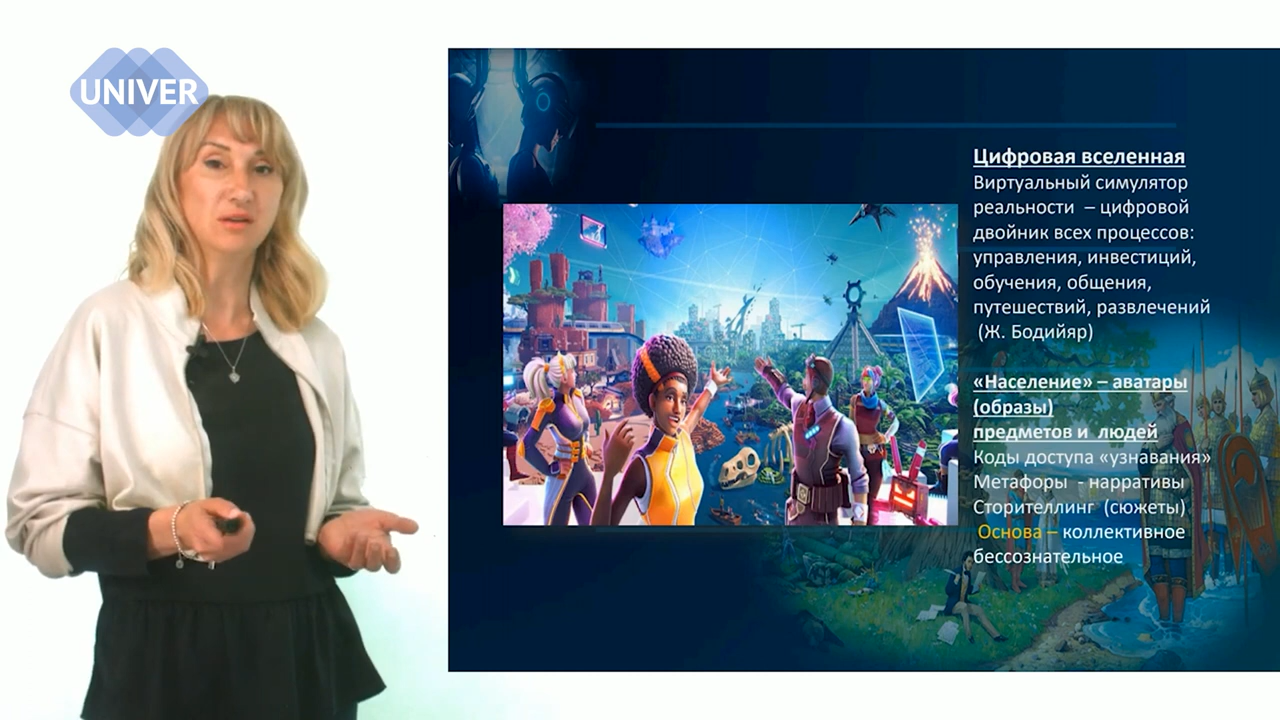 UNIVER
Цифровая вселенная
Виртуальный симулятор
реальности – цифровой
двойник всех процессов:
управления, инвестиций,
обучения, общения,
путешествий, развлечений
(Ж. Бодийяр)
«Население» – аватары
(образы)
предметов и людей
Коды доступа «узнавания»
Метафоры - нарративы
Сторителлинг (сюжеты)
Основа – коллективное
бессознательное